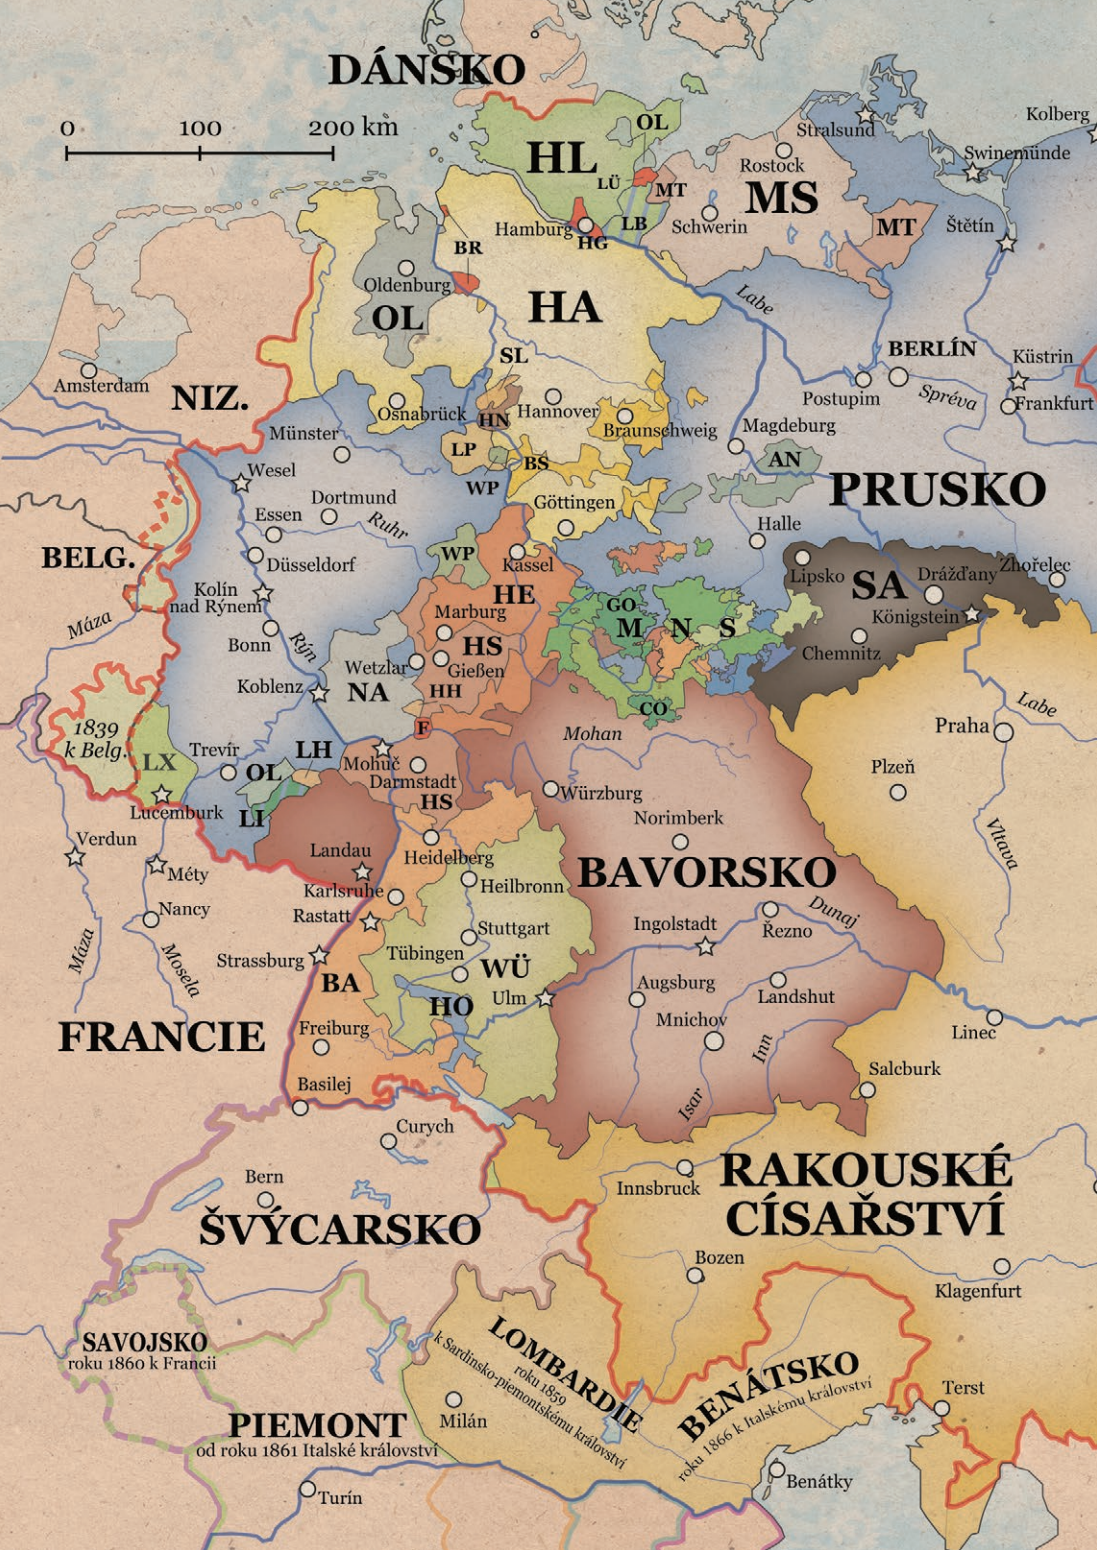 DÁNSKO
0 100 200 km
Kolberg
Stralsund
OL
Rostock
Swinemünde
HL
LÜ
MT
MS
Hamburg
HG
LB
Schwerin
MT
Štětín
BR
Oldenburg
OL
HA
Labe
SL
BERLÍN
Küstrin
Amsterdam
NIZ.
Postupim
Spréva
Frankfurt
Osnabrück
HN
Hannover
Braunschweig
Münster
Magdeburg
LP
BS
AN
Wesel
WP
PRUSKO
Dortmund
Göttingen
Essen
Ruhr
Halle
BELG.
Düsseldorf
WP
Kassel
Zhořelec
Lipsko
SA
Drážďany
Kolín
nad Rýnem
HE
GO
Königstein
Máza
Marburg
M N S
Bonn
Rýn
HS
Chemnitz
Wetzlar
Gießen
Koblenz
NA
HH
Labe
1839
k Belg.
F
CO
Praha
Mohan
LX
Trevír
LH
Mohuč
OL
Darmstadt
Plzeň
Lucemburk
HS
Würzburg
LI
Norimberk
Verdun
Landau
Heidelberg
Vltava
Méty
BAVORSKO
Karlsruhe
Heilbronn
Nancy
Rastatt
Ingolstadt
Dunaj
Řezno
Stuttgart
Máza
Mosela
Strassburg
Tübingen
WÜ
BA
Augsburg
Landshut
HO
Ulm
FRANCIE
Freiburg
Mnichov
Inn
Linec
Basilej
Isar
Salcburk
Curych
Bern
Innsbruck
RAKOUSKÉ
CÍSAŘSTVÍ
ŠVÝCARSKO
Bozen
Klagenfurt
SAVOJSKO
roku 1860 k Francii
LOMBARDIE
roku 1859
k Sardinsko-piemontskému království
BENÁTSKO
roku 1866 k Italskému království
Terst
Milán
PIEMONT
od roku 1861 Italské království
Benátky
Turín